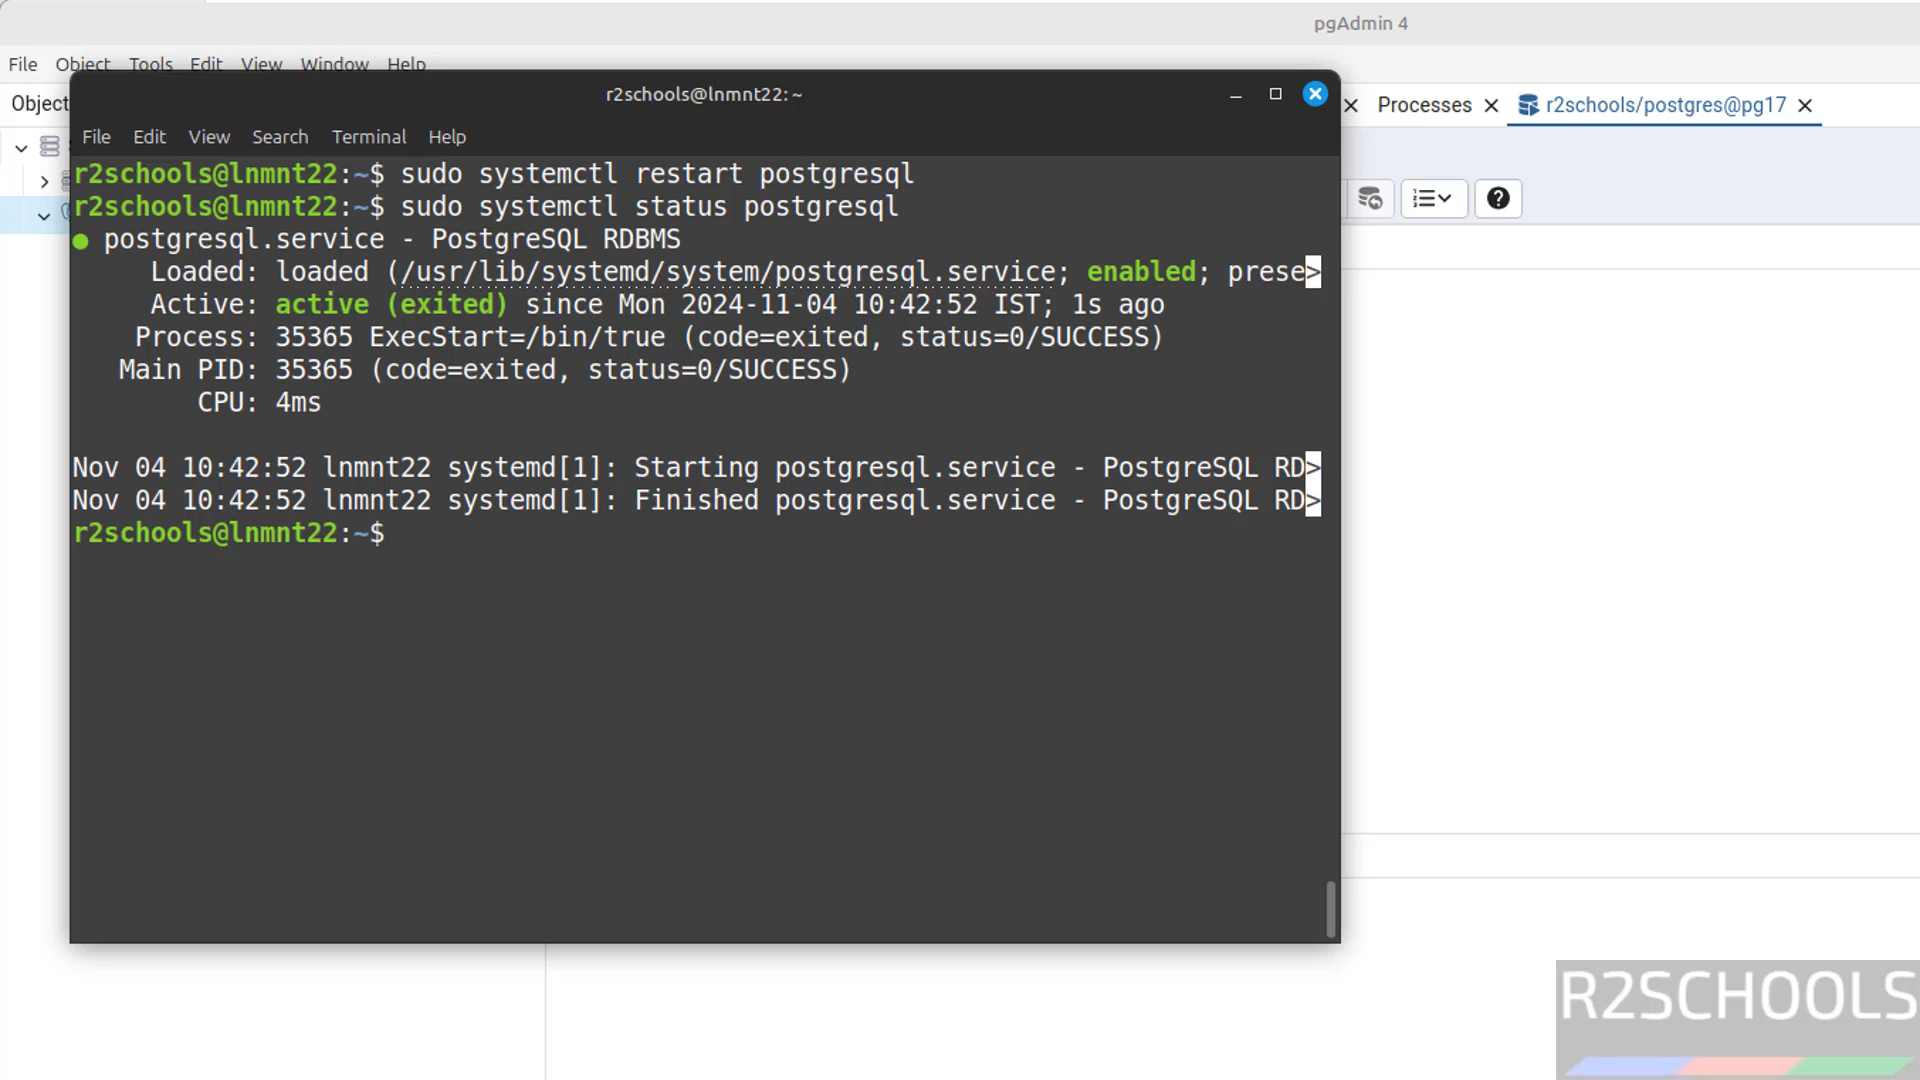 pgAdmin 4
File Object Tools Edit View Window Help
Object
Processes r2schools/postgres@pg17
r2schools@lnmnt22: ~
File Edit View Search Terminal Help
r2schools@lnmnt22:~$ sudo systemctl restart postgresql
r2schools@lnmnt22:~$ sudo systemctl status postgresql
● postgresql.service - PostgreSQL RDBMS
Loaded: loaded (/usr/lib/systemd/system/postgresql.service; enabled; prese>
Active: active (exited) since Mon 2024-11-04 10:42:52 IST; 1s ago
Process: 35365 ExecStart=/bin/true (code=exited, status=0/SUCCESS)
Main PID: 35365 (code=exited, status=0/SUCCESS)
CPU: 4ms
Nov 04 10:42:52 lnmnt22 systemd[1]: Starting postgresql.service - PostgreSQL RD>
Nov 04 10:42:52 lnmnt22 systemd[1]: Finished postgresql.service - PostgreSQL RD>
r2schools@lnmnt22:~$
R2SCHOOLS